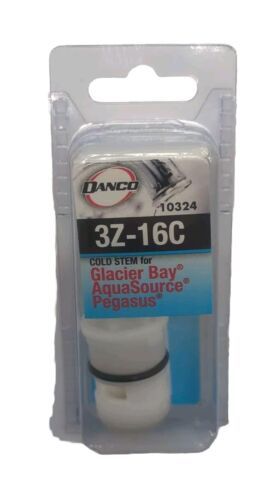 DANCO
10324
3Z-16C
COLD STEM for
Glacier Bay®
AquaSource®
Pegasus®